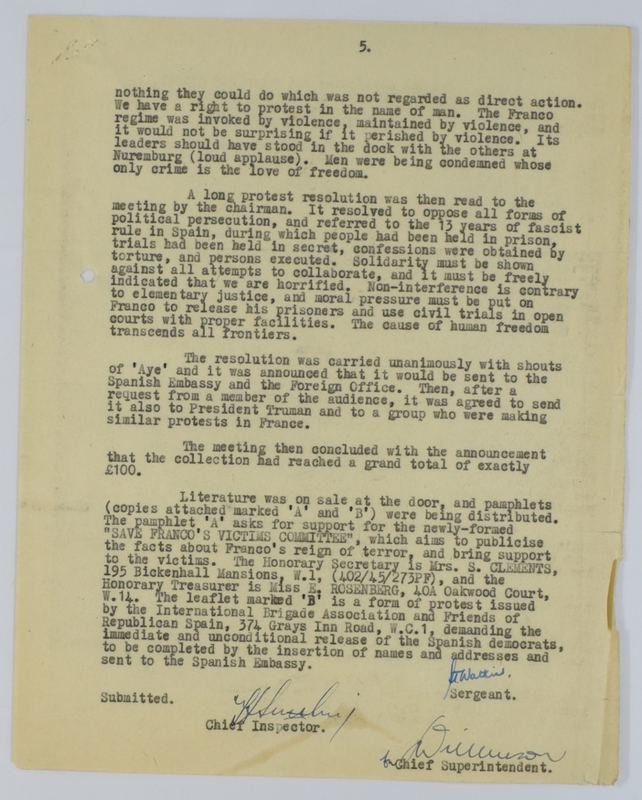 5.
nothing they could do which was not regarded as direct action.
We have a right to protest in the name of man. The Franco
regime was invoked by violence, maintained by violence, and
it would not be surprising if it perished by violence. Its
leaders should have stood in the dock with the others at
Nuremburg (loud applause). Men were being condemned whose
only crime is the love of freedom.
A long protest resolution was then read to the
meeting by the chairman. It resolved to oppose all forms of
political persecution, and referred to the 13 years of fascist
rule in Spain, during which people had been held in prison,
trials had been held in secret, confessions were obtained by
torture, and persons executed. Solidarity must be shown
against all attempts to collaborate, and it must be freely
indicated that we are horrified. Non-interference is contrary
to elementary justice, and moral pressure must be put on
Franco to release his prisoners and use civil trials in open
courts with proper facilities. The cause of human freedom
transcends all frontiers.
The resolution was carried unanimously with shouts
of 'Aye' and it was announced that it would be sent to the
Spanish Embassy and the Foreign Office. Then, after a
request from a member of the audience, it was agreed to send
it also to President Truman and to a group who were making
similar protests in France.
The meeting then concluded with the announcement
that the collection had reached a grand total of exactly
£100.
Literature was on sale at the door, and pamphlets
(copies attached marked 'A' and 'B') were being distributed.
The pamphlet 'A' asks for support for the newly-formed
"SAVE FRANCO'S VICTIMS COMMITTEE", which aims to publicise
the facts about Franco's reign of terror, and bring support
to the victims. The Honorary Secretary is Mrs. S. CLEMENTS,
195 Bickenhall Mansions, W.1, (402/45/273PF), and the
Honorary Treasurer is Miss E. ROSENBERG, 40A Oakwood Court,
W.14. The leaflet marked 'B' is a form of protest issued
by the International Brigade Association and Friends of
Republican Spain, 374 Grays Inn Road, W.C.1, demanding the
immediate and unconditional release of the Spanish democrats,
to be completed by the insertion of names and addresses and
sent to the Spanish Embassy.
Submitted.
Sergeant.
Chief Inspector.
Chief Superintendent.